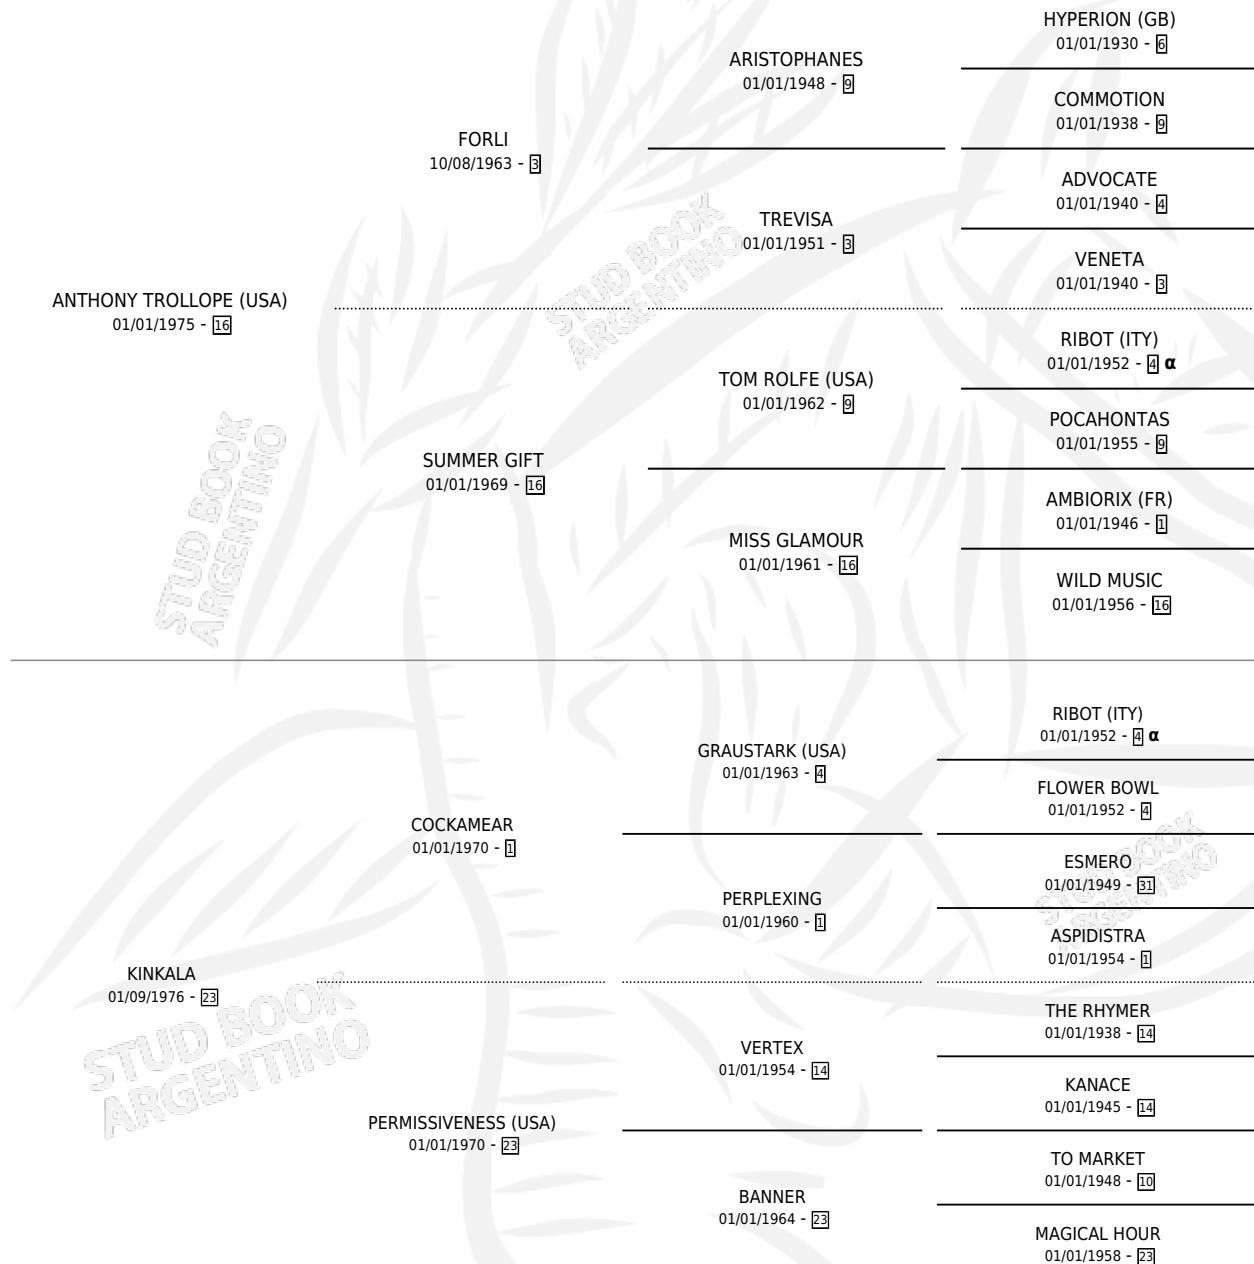 HYPERION (GB)
01/01/1930 - 6
ARISTOPHANES
01/01/1948 - 9
COMMOTION
01/01/1938 - 9
FORLI
10/08/1963 - 3
ADVOCATE
01/01/1940 - 4
TREVISA
01/01/1951 - 3
VENETA
01/01/1940 - 3
ANTHONY TROLLOPE (USA)
01/01/1975 - 16
RIBOT (ITY)
01/01/1952 - 4 α
TOM ROLFE (USA)
01/01/1962 - 9
POCAHONTAS
01/01/1955 - 9
SUMMER GIFT
01/01/1969 - 16
AMBIORIX (FR)
01/01/1946 - 1
MISS GLAMOUR
01/01/1961 - 16
WILD MUSIC
01/01/1956 - 16
RIBOT (ITY)
01/01/1952 - 4 α
GRAUSTARK (USA)
01/01/1963 - 4
FLOWER BOWL
01/01/1952 - 4
COCKAMEAR
01/01/1970 - 1
ESMERO
01/01/1949 - 31
PERPLEXING
01/01/1960 - 1
ASPIDISTRA
01/01/1954 - 1
KINKALA
01/09/1976 - 23
THE RHYMER
01/01/1938 - 14
VERTEX
01/01/1954 - 14
KANACE
01/01/1945 - 14
PERMISSIVENESS (USA)
01/01/1970 - 23
TO MARKET
01/01/1948 - 10
BANNER
01/01/1964 - 23
MAGICAL HOUR
01/01/1958 - 23
STUD BOOK
ARGENTINO
STUD BOOK
ARGENTINO
STUD BOOK
ARGENTINO
STUD BOOK
ARGENTINO